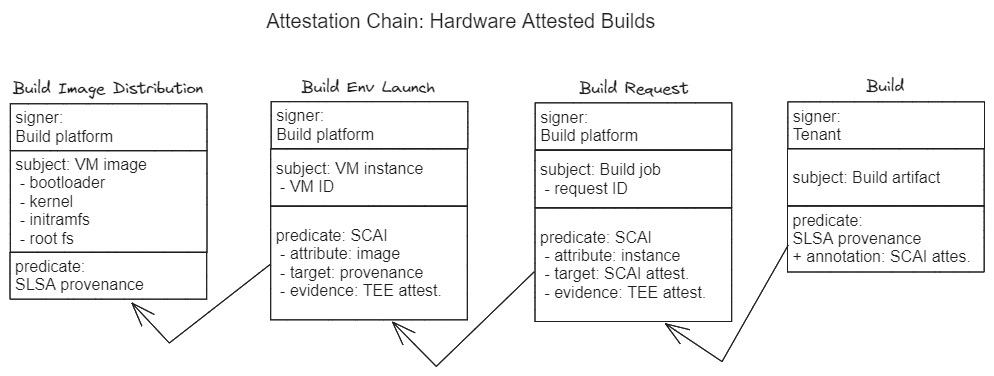 Attestation Chain: Hardware Attested Builds
Build Image Distribution
signer:
Build platform
subject: VM image
- bootloader
- kernel
- initramfs
- root fs
predicate:
SLSA provenance
Build Env Launch
signer:
Build platform
subject: VM instance
- VM ID
predicate: SCAI
- attribute: image
- target: provenance
- evidence: TEE attest.
Build Request
signer:
Build platform
subject: Build job
- request ID
predicate: SCAI
- attribute: instance
- target: SCAI attest.
- evidence: TEE attest.
Build
signer:
Tenant
subject: Build artifact
predicate:
SLSA provenance
+ annotation: SCAI attes.